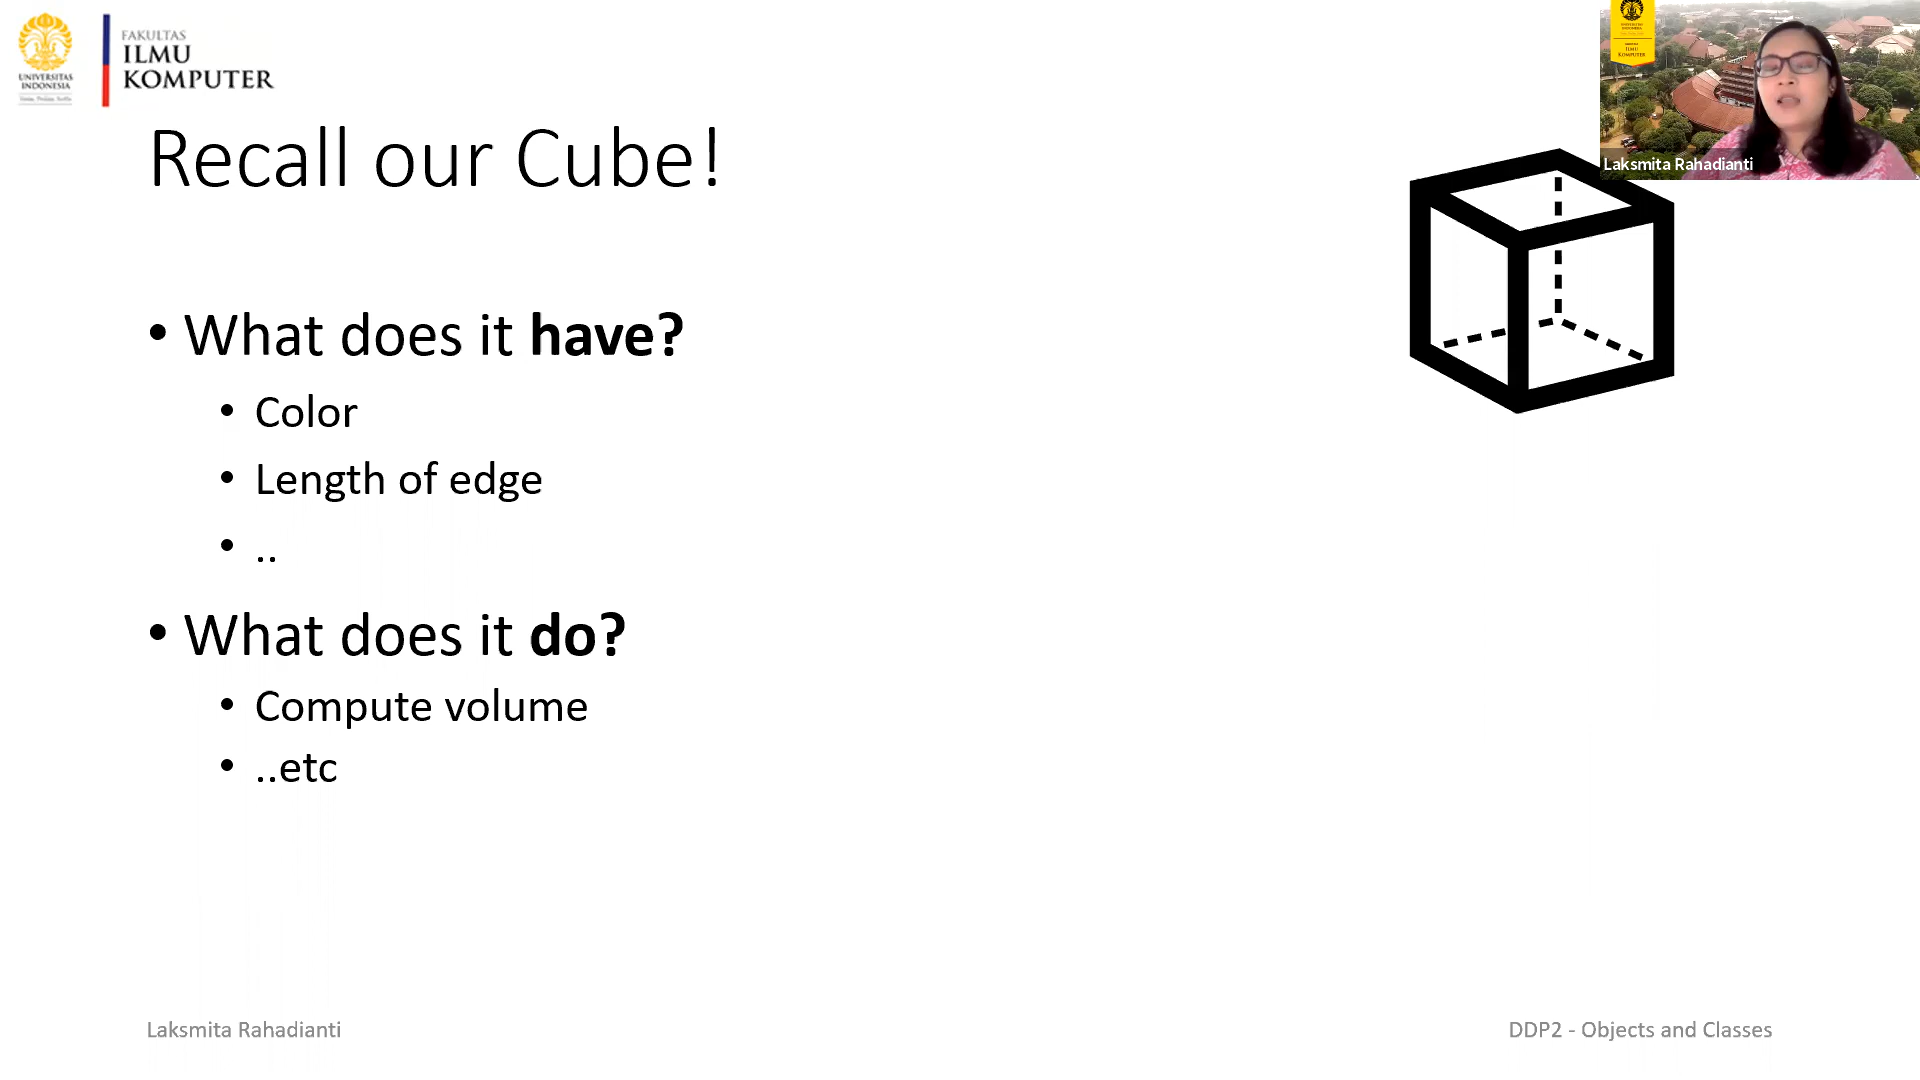 UNIVERSITAS
INDONESIA
FAKULTAS
ILMU
KOMPUTER
Laksmita Rahadianti
Recall our Cube!
• What does it have?
• Color
• Length of edge
• ..
• What does it do?
• Compute volume
• ..etc
Laksmita Rahadianti
DDP2 - Objects and Classes